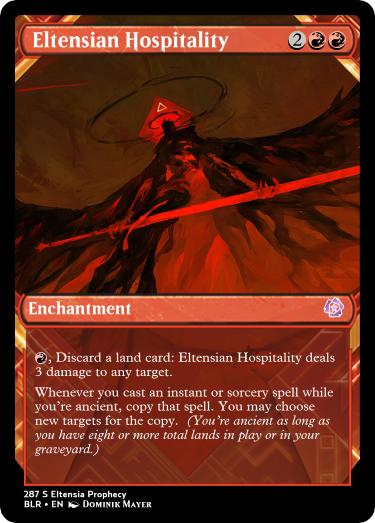 Eltensian Hospitality 2
Enchantment
, Discard a land card: Eltensian Hospitality deals
3 damage to any target.
Whenever you cast an instant or sorcery spell while
you're ancient, copy that spell. You may choose
new targets for the copy. (You're ancient as long as
you have eight or more total lands in play or in your
graveyard.)
287 S Eltensia Prophecy
BLR • EN Dominik Mayer